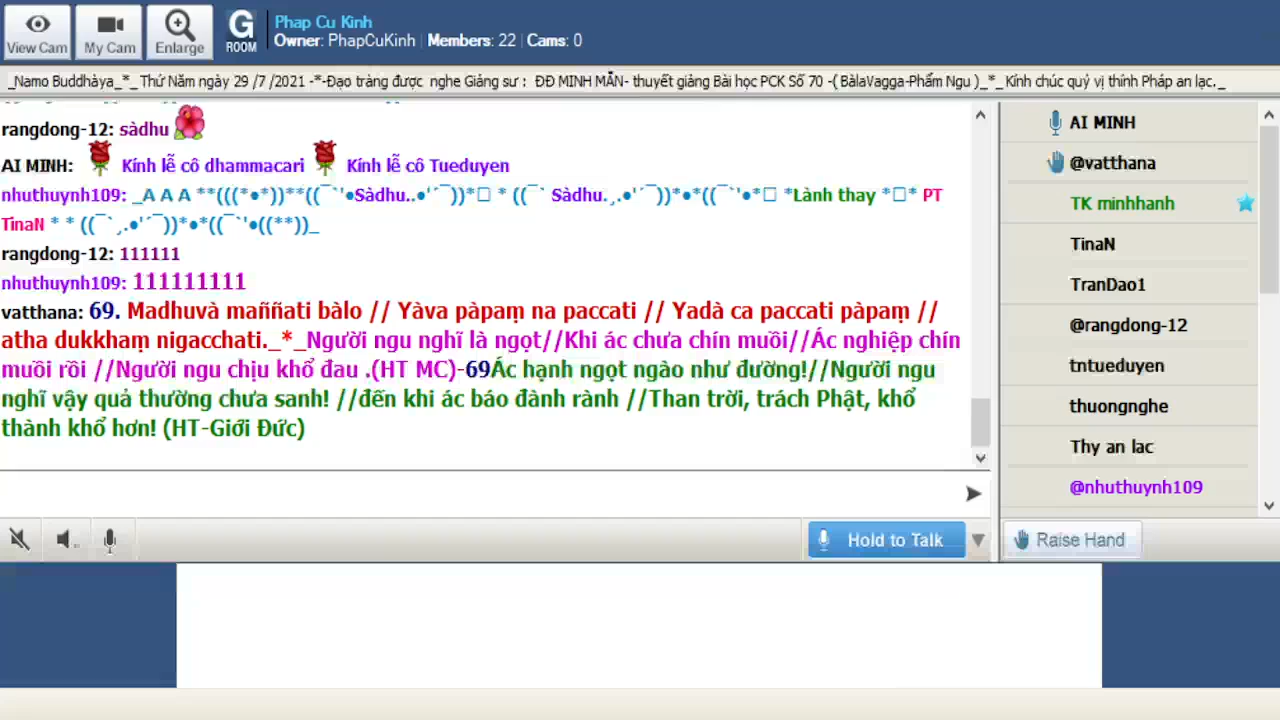 View Cam
My Cam
Enlarge
G
ROOM
Phap Cu Kinh
Owner: PhapCuKinh | Members: 22 | Cams: 0
_Namo Buddhàya_*_ Thứ Năm ngày 29 /7 /2021 -*-Đạo tràng được nghe Giảng sư : ĐĐ MINH MẪN- thuyết giảng Bài học PCK Số 70 -( BàlaVagga-Phẩm Ngu )_*_ Kính chúc quý vị thính Pháp an lạc._
rangdong-12: sàdhu
AI MINH: Kính lễ cô dhammacari Kính lễ cô Tueduyen
nhuthuynh109: _A A A **(((*•*))**((¯`'•Sàdhu..•'´¯))*□ * ((¯` Sàdhu.¸.•'´¯))*•*((¯`'•*□ *Lành thay *□* PT
TinaN * * ((¯`¸.•'´¯))*•*((¯`'•((**))_
rangdong-12: 111111
nhuthuynh109: 111111111
vatthana: 69. Madhuvà maññati bàlo // Yàva pàpaṃ na paccati // Yadà ca paccati pàpaṃ //
atha dukkhaṃ nigacchati._*_Người ngu nghĩ là ngọt//Khi ác chưa chín muồi//Ác nghiệp chín
muồi rồi //Người ngu chịu khổ đau .(HT MC)-69Ác hạnh ngọt ngào như đường!//Người ngu
nghĩ vậy quả thường chưa sanh! //đến khi ác báo đành rành //Than trời, trách Phật, khổ
thành khổ hơn! (HT-Giới Đức)
AI MINH
@vatthana
TK minhhanh
TinaN
TranDao1
@rangdong-12
tntueduyen
thuongnghe
Thy an lac
@nhuthuynh109
Hold to Talk
Raise Hand